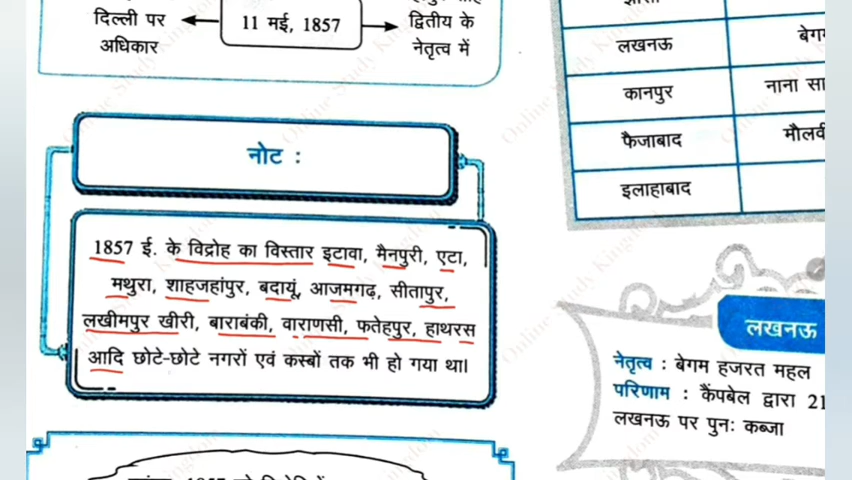 दिल्ली पर
अधिकार
11 मई, 1857
द्वितीय के
नेतृत्व में
लखनऊ
कानपुर नाना सा
फैजाबाद
इलाहाबाद
नोट :
1857 ई. के विद्रोह का विस्तार इटावा, मैनपुरी, एटा,
मथुरा, शाहजहांपुर, बदायूं, आजमगढ़, सीतापुर,
लखीमपुर खीरी, बाराबंकी, वाराणसी, फतेहपुर, हाथरस
आदि छोटे-छोटे नगरों एवं कस्बों तक भी हो गया था।
लखनऊ
नेतृत्व : बेगम हजरत महल
परिणाम : कैंपबेल द्वारा 21
लखनऊ पर पुनः कब्जा